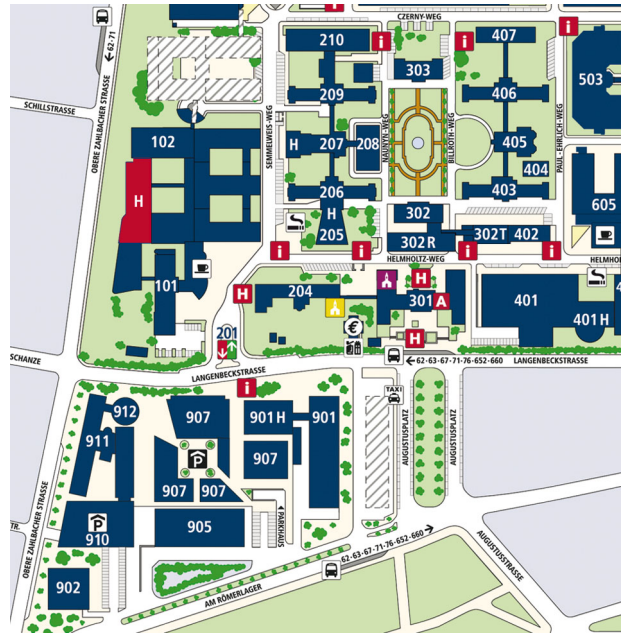 CZERNY-WEG
i
i
i
210
407
←62-71
303
503
SCHILLSTRASSE
OBERE ZAHLBACHER STRASSE
209
406
SEMMELWEIS-WEG
NAUNYN-WEG
BILLROTH-WEG
PAUL-EHRLICH-WEG
102
H
207
208
405
404
H
206
403
605
H
205
302
302 R
302T
402
i
i
i
i
HELMHOLTZ-WEG
HELMHO
101
H
204
H
301
A
401
401 H
4
201
€
H
SCHANZE
LANGENBECKSTRASSE
←62-63-67-71-76-652-660
LANGENBECKSTRASSE
i
TAXI
912
907
901 H
901
911
907
AUGUSTUSPLATZ
AUGUSTUSPLATZ
P
907
907
P
910
905
PARKHAUS
TR.
OBERE ZAHLBACHER STRASSE
902
62-63-67-71-76-652-660→
AUGUSTUSSTRASSE
AM RÖMERLAGER